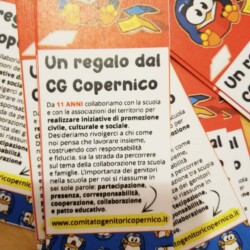 Un regalo dal
CG Copernico
Da 11 ANNI collaboriamo con la scuola
e con le associazioni del territorio per
realizzare iniziative di promozione
civile, culturale e sociale.
Desideriamo rivolgerci a chi come
noi pensa che lavorare insieme,
costruendo con responsabilità
e fiducia, sia la strada da percorrere
sul tema della collaborazione tra scuola
e famiglie. L'importanza dei genitori
nella scuola per noi si riassume in
sei sole parole: partecipazione,
presenza, corresponsabilità,
cooperazione, collaborazione
e patto educativo.
www.comitatogenitoricopernico.it